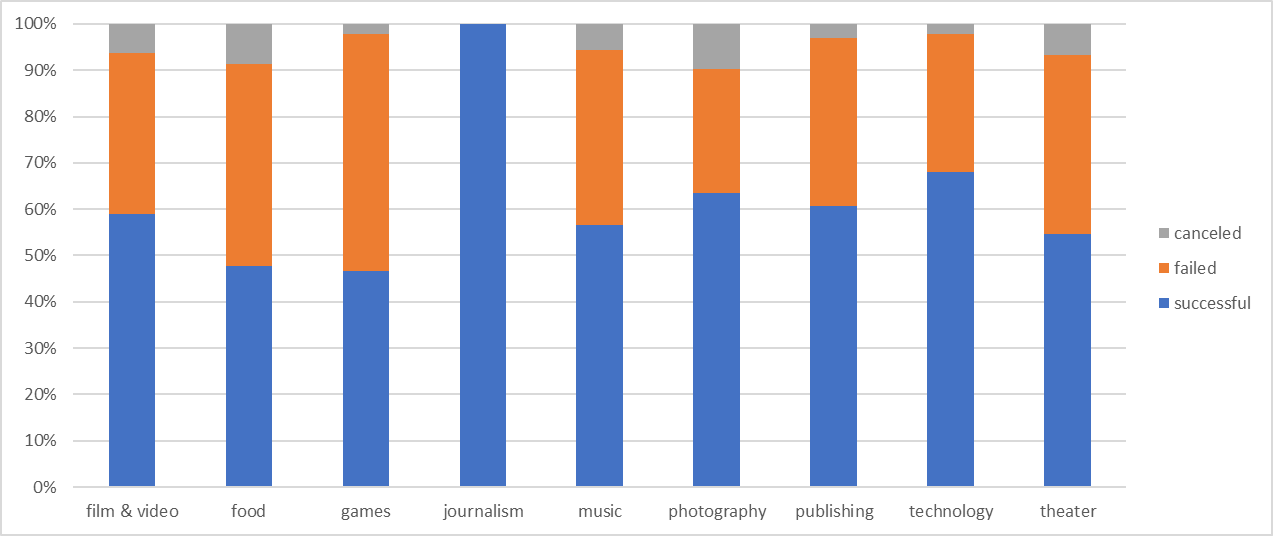 100%
90%
80%
70%
60%
50%
40%
30%
20%
10%
0%
film & video food games journalism music photography publishing technology theater
canceled
failed
successful